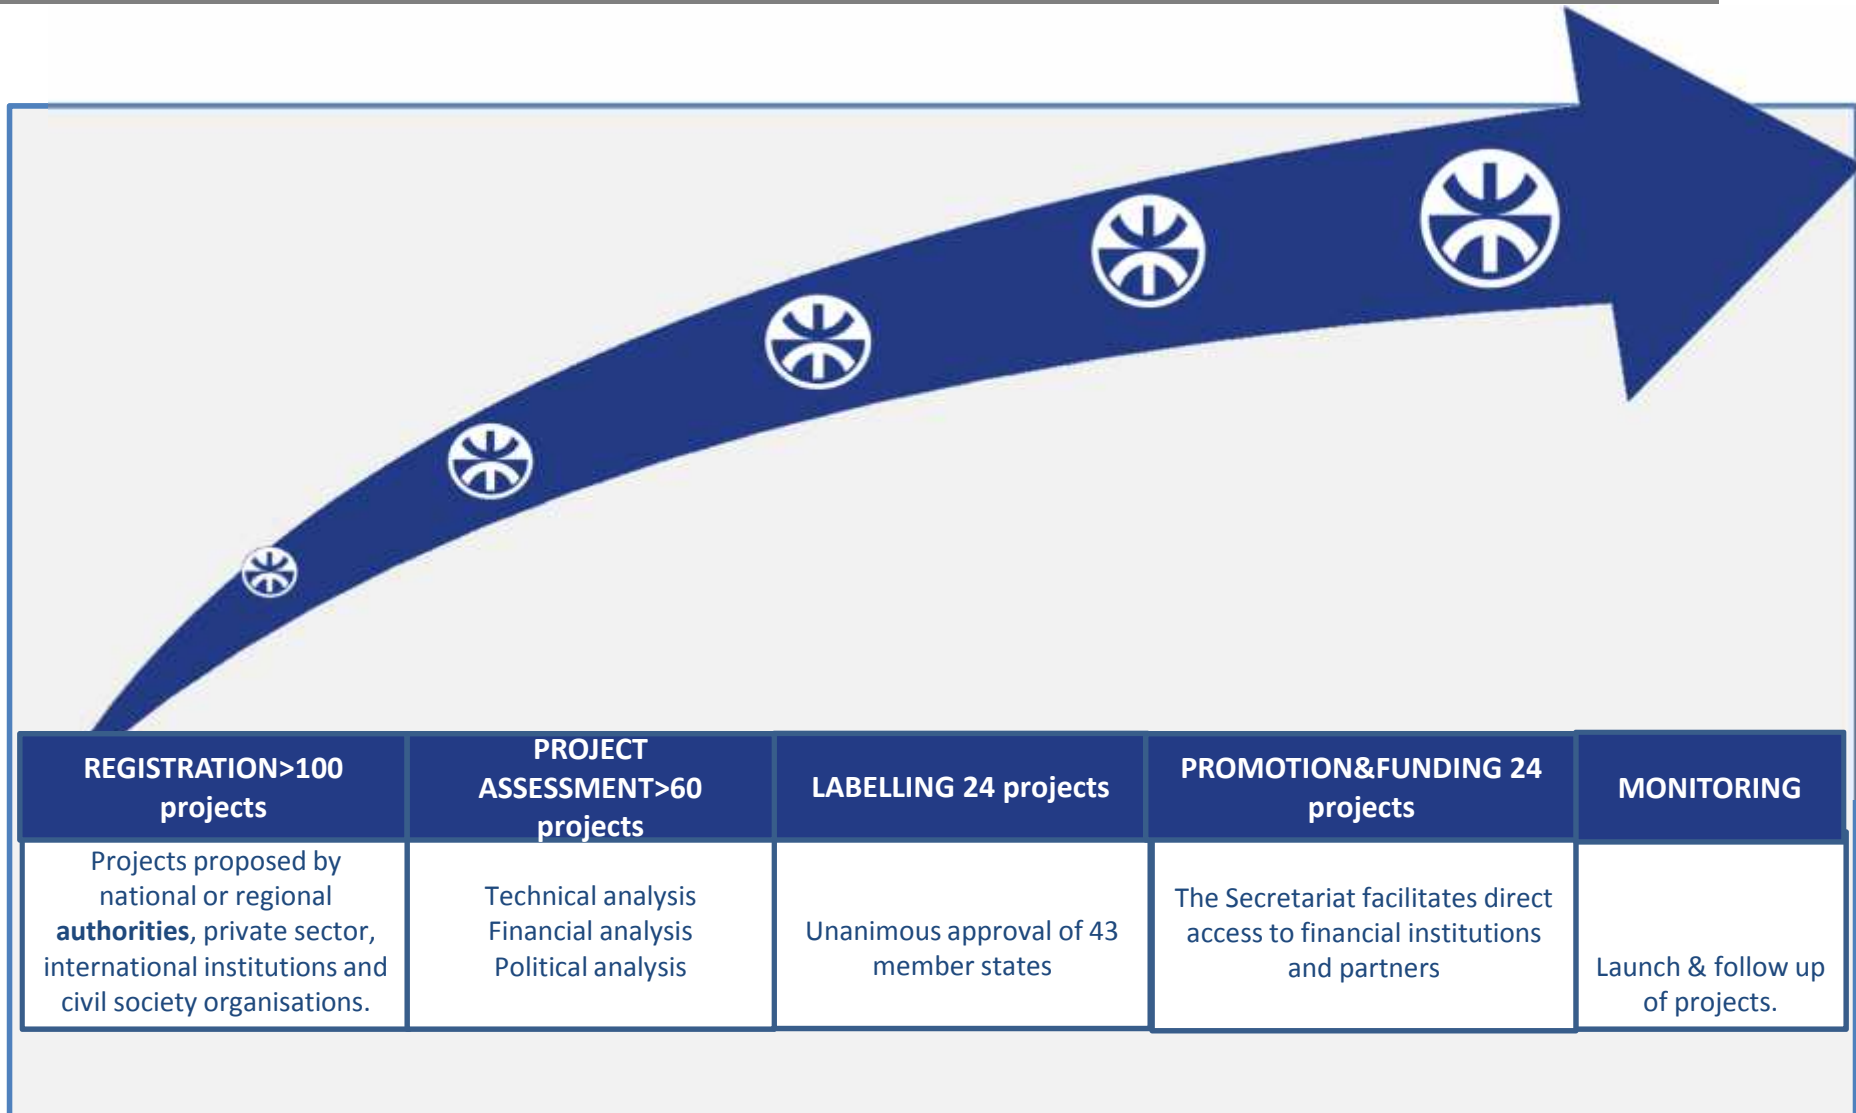 REGISTRATION>100
projects
PROJECT
ASSESSMENT>60
projects
LABELLING 24 projects
PROMOTION&FUNDING 24
projects
MONITORING
Projects proposed by
national or regional
authorities, private sector,
international institutions and
civil society organisations.
Technical analysis
Financial analysis
Political analysis
Unanimous approval of 43
member states
The Secretariat facilitates direct
access to financial institutions
and partners
Launch & follow up
of projects.